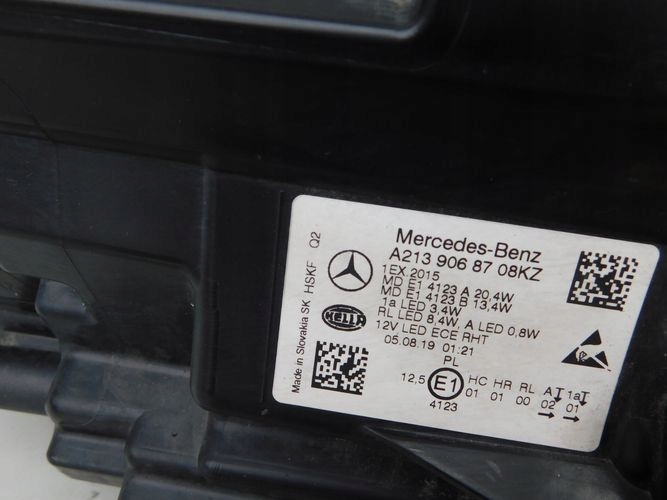 Mercedes-Benz
A213 906 87 08KZ
1EX 2015
MD E1 4123 A 20,4W
MD E1 4123 B 13,4W
1a LED 3,4W
RL LED 8,4W, A LED 0,8W
12V LED ECE RHT
05.08.19 01:21
PL
HELLA
Made in Slovakia SK HSKF Q2
12,5 E1 HC HR RL A 1a
01 01 00 02 01
4123